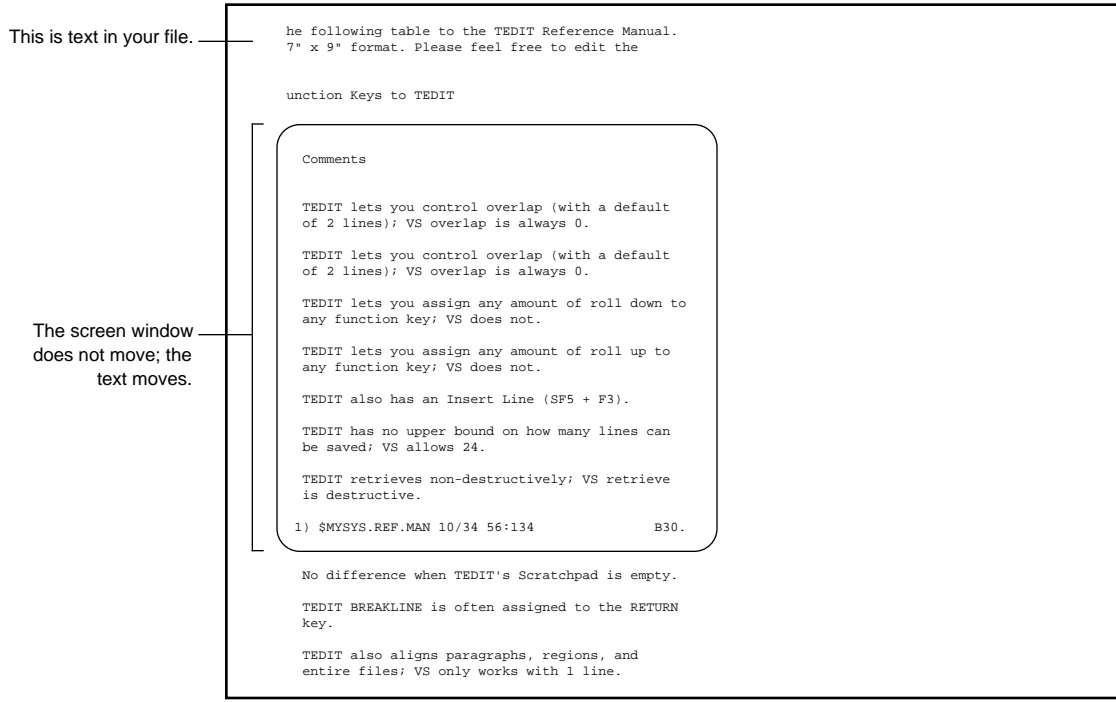 This is text in your file.
he following table to the TEDIT Reference Manual.
7" x 9" format. Please feel free to edit the
unction Keys to TEDIT
Comments
TEDIT lets you control overlap (with a default
of 2 lines); VS overlap is always 0.
TEDIT lets you control overlap (with a default
of 2 lines); VS overlap is always 0.
TEDIT lets you assign any amount of roll down to
any function key; VS does not.
The screen window
does not move; the
text moves.
TEDIT lets you assign any amount of roll up to
any function key; VS does not.
TEDIT also has an Insert Line (SF5 + F3).
TEDIT has no upper bound on how many lines can
be saved; VS allows 24.
TEDIT retrieves non-destructively; VS retrieve
is destructive.
1) $MYSYS.REF.MAN 10/34 56:134 B30.
No difference when TEDIT's Scratchpad is empty.
TEDIT BREAKLINE is often assigned to the RETURN
key.
TEDIT also aligns paragraphs, regions, and
entire files; VS only works with 1 line.